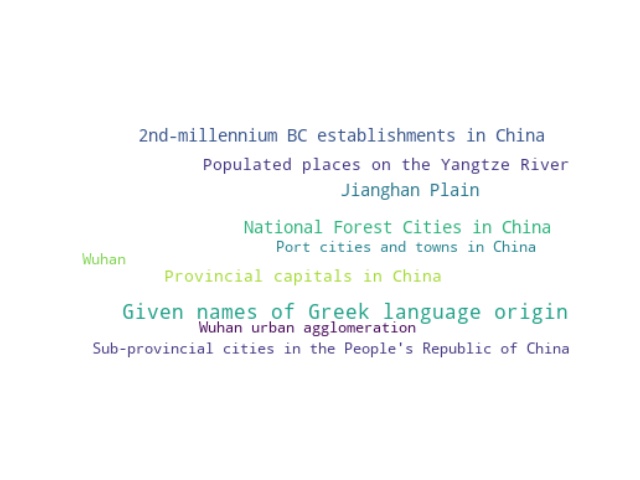 2nd-millennium BC establishments in China
Populated places on the Yangtze River
Jianghan Plain
National Forest Cities in China
Port cities and towns in China
Wuhan
Provincial capitals in China
Given names of Greek language origin
Wuhan urban agglomeration
Sub-provincial cities in the People's Republic of China